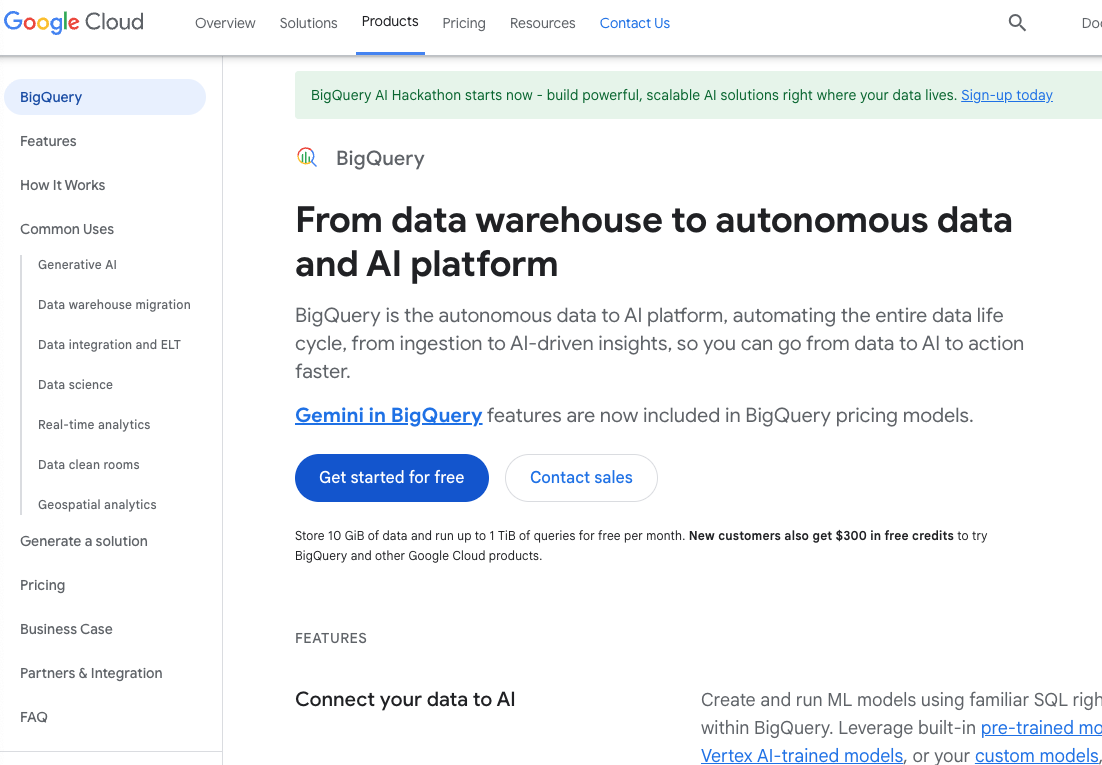 Google Cloud Overview Solutions Products Pricing Resources Contact Us
BigQuery
Features
How It Works
Common Uses
Generative AI
Data warehouse migration
Data integration and ELT
Data science
Real-time analytics
Data clean rooms
Geospatial analytics
Generate a solution
Pricing
Business Case
Partners & Integration
FAQ
BigQuery AI Hackathon starts now - build powerful, scalable AI solutions right where your data lives. Sign-up today
BigQuery
From data warehouse to autonomous data
and AI platform
BigQuery is the autonomous data to AI platform, automating the entire data life
cycle, from ingestion to AI-driven insights, so you can go from data to AI to action
faster.
Gemini in BigQuery features are now included in BigQuery pricing models.
Get started for free Contact sales
Store 10 GiB of data and run up to 1 TiB of queries for free per month. New customers also get $300 in free credits to try
BigQuery and other Google Cloud products.
FEATURES
Connect your data to AI
Create and run ML models using familiar SQL
within BigQuery. Leverage built-in pre-trained
Vertex AI-trained models, or your custom models,